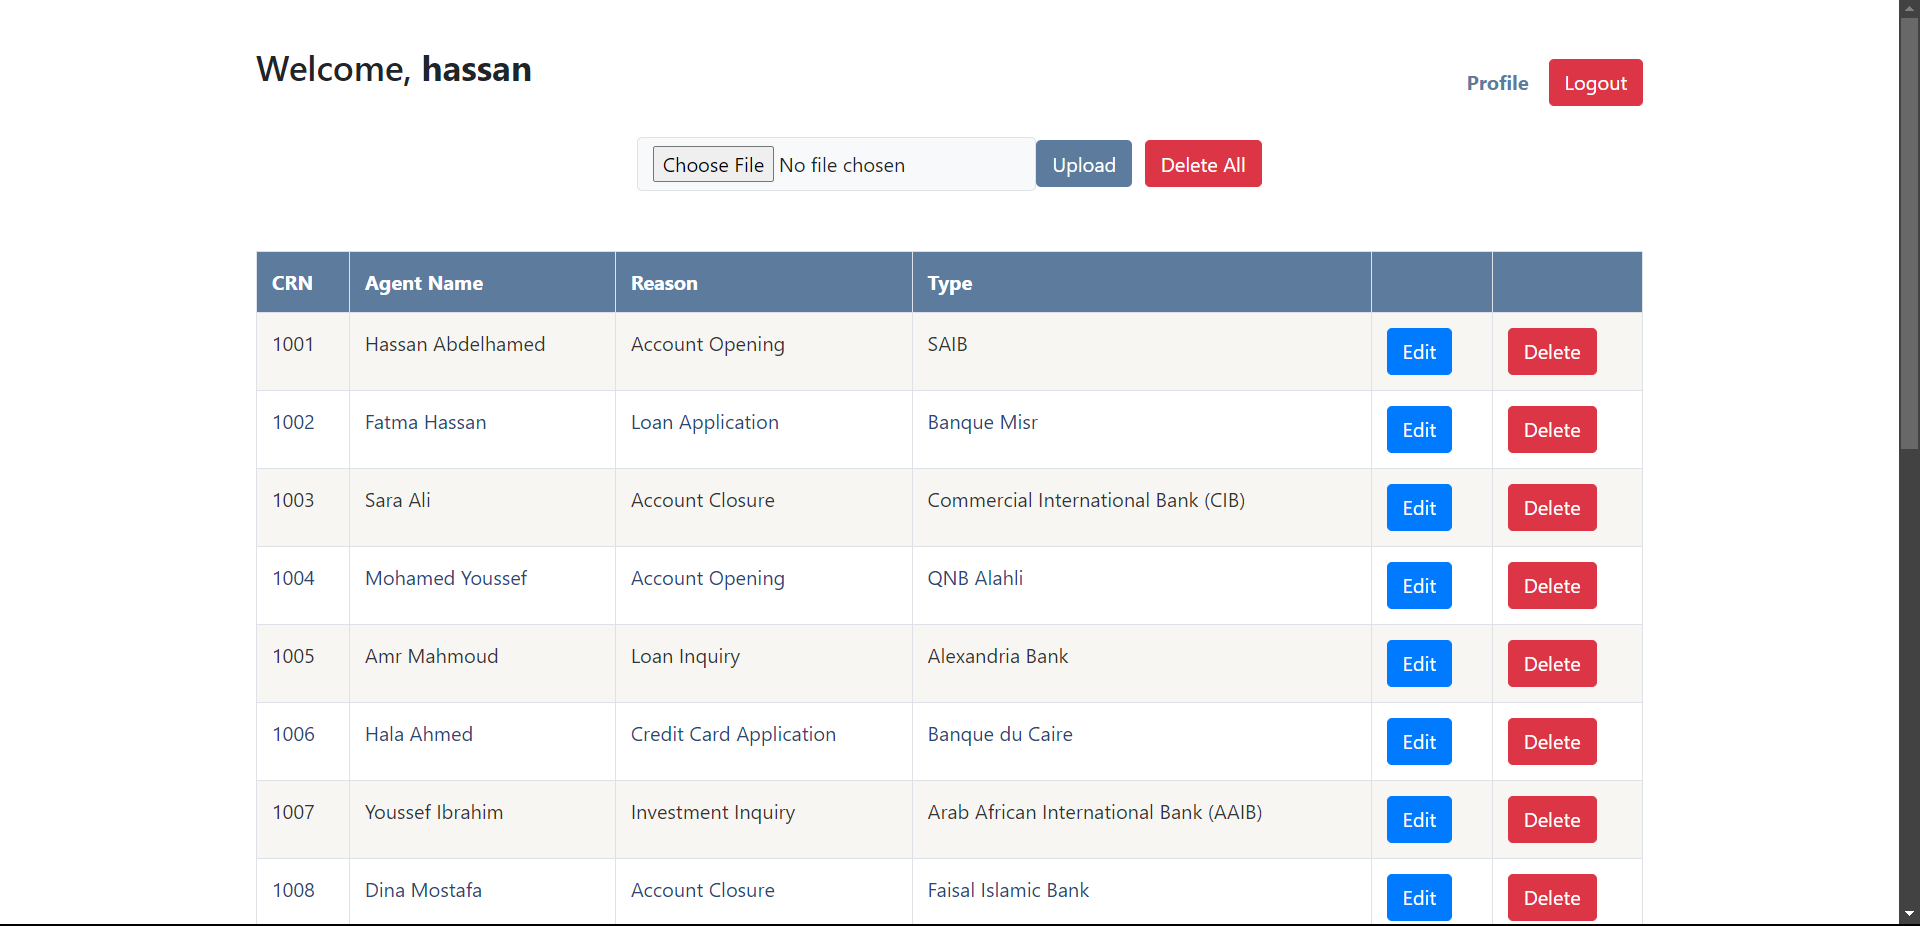 Welcome, hassan
Profile Logout
Choose File No file chosen Upload Delete All
CRN Agent Name Reason Type
1001 Hassan Abdelhamed Account Opening SAIB Edit Delete
1002 Fatma Hassan Loan Application Banque Misr Edit Delete
1003 Sara Ali Account Closure Commercial International Bank (CIB) Edit Delete
1004 Mohamed Youssef Account Opening QNB Alahli Edit Delete
1005 Amr Mahmoud Loan Inquiry Alexandria Bank Edit Delete
1006 Hala Ahmed Credit Card Application Banque du Caire Edit Delete
1007 Youssef Ibrahim Investment Inquiry Arab African International Bank (AAIB) Edit Delete
1008 Dina Mostafa Account Closure Faisal Islamic Bank Edit Delete